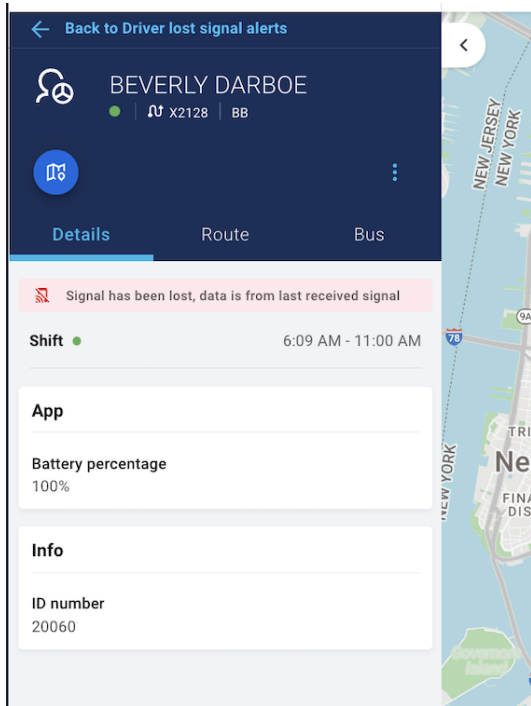 Back to Driver lost signal alerts
BEVERLY DARBOE
X2128 | BB
Details Route Bus
Signal has been lost, data is from last received signal
Shift 6:09 AM - 11:00 AM
App
Battery percentage
100%
Info
ID number
20060
NEW JERSEY
NEW YORK
9A
78
TRI
Ne
NEW YORK
FINA
DIS
Governors
Island